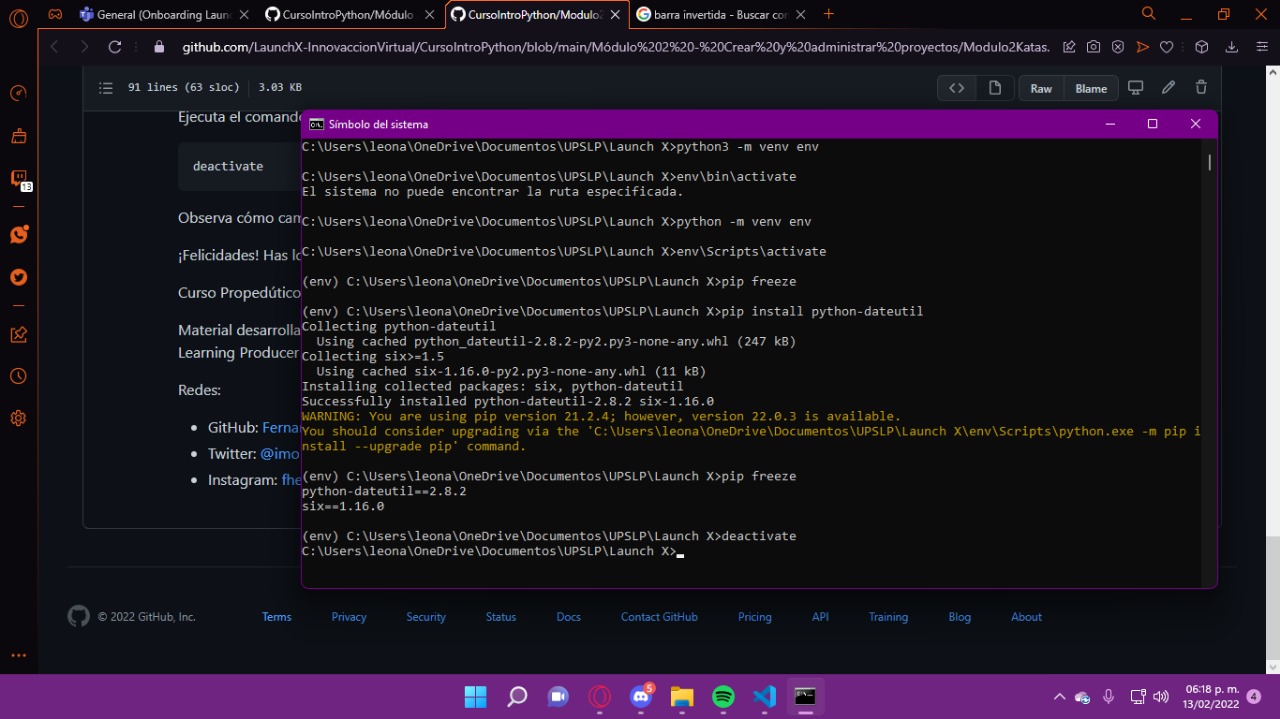 General (Onboarding Laun
CursoIntroPython/Módulo
CursoIntroPython/Modulo2
barra invertida - Buscar con
github.com/LaunchX-InnovaccionVirtual/CursoIntroPython/blob/main/Módulo%202%20-%20Crear%20y%20administrar%20proyectos/Modulo2Katas.
91 lines (63 sloc)
3.03 KB
Raw
Blame
Ejecuta el comando
deactivate
Observa cómo cam
¡Felicidades! Has lo
Curso Propedútico
Material desarrolla
Learning Producer
Redes:
GitHub: Fernan
Twitter: @imo
Instagram: fhe
13
Símbolo del sistema
C:\Users\leona\OneDrive\Documentos\UPSLP\Launch X>python3 -m venv env
C:\Users\leona\OneDrive\Documentos\UPSLP\Launch X>env\bin\activate
El sistema no puede encontrar la ruta especificada.
C:\Users\leona\OneDrive\Documentos\UPSLP\Launch X>python -m venv env
C:\Users\leona\OneDrive\Documentos\UPSLP\Launch X>env\Scripts\activate
(env) C:\Users\leona\OneDrive\Documentos\UPSLP\Launch X>pip freeze
(env) C:\Users\leona\OneDrive\Documentos\UPSLP\Launch X>pip install python-dateutil
Collecting python-dateutil
Using cached python_dateutil-2.8.2-py2.py3-none-any.whl (247 kB)
Collecting six>=1.5
Using cached six-1.16.0-py2.py3-none-any.whl (11 kB)
Installing collected packages: six, python-dateutil
Successfully installed python-dateutil-2.8.2 six-1.16.0
WARNING: You are using pip version 21.2.4; however, version 22.0.3 is available.
You should consider upgrading via the 'C:\Users\leona\OneDrive\Documentos\UPSLP\Launch X\env\Scripts\python.exe -m pip i
nstall --upgrade pip' command.
(env) C:\Users\leona\OneDrive\Documentos\UPSLP\Launch X>pip freeze
python-dateutil==2.8.2
six==1.16.0
(env) C:\Users\leona\OneDrive\Documentos\UPSLP\Launch X>deactivate
C:\Users\leona\OneDrive\Documentos\UPSLP\Launch X>
© 2022 GitHub, Inc.
Terms
Privacy
Security
Status
Docs
Contact GitHub
Pricing
API
Training
Blog
About
5
06:18 p. m.
13/02/2022
4